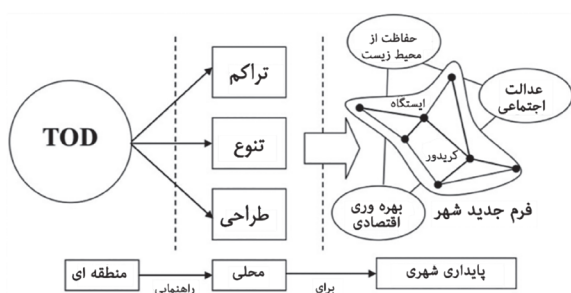 حفاظت از
محیط زیست
عدالت
اجتماعی
تراکم
ایستگاه
TOD
تنوع
کریدور
طراحی
بهره وری
اقتصادی
فرم جدید شهر
منطقه ای
راهنمایی
محلی
برای
پایداری شهری